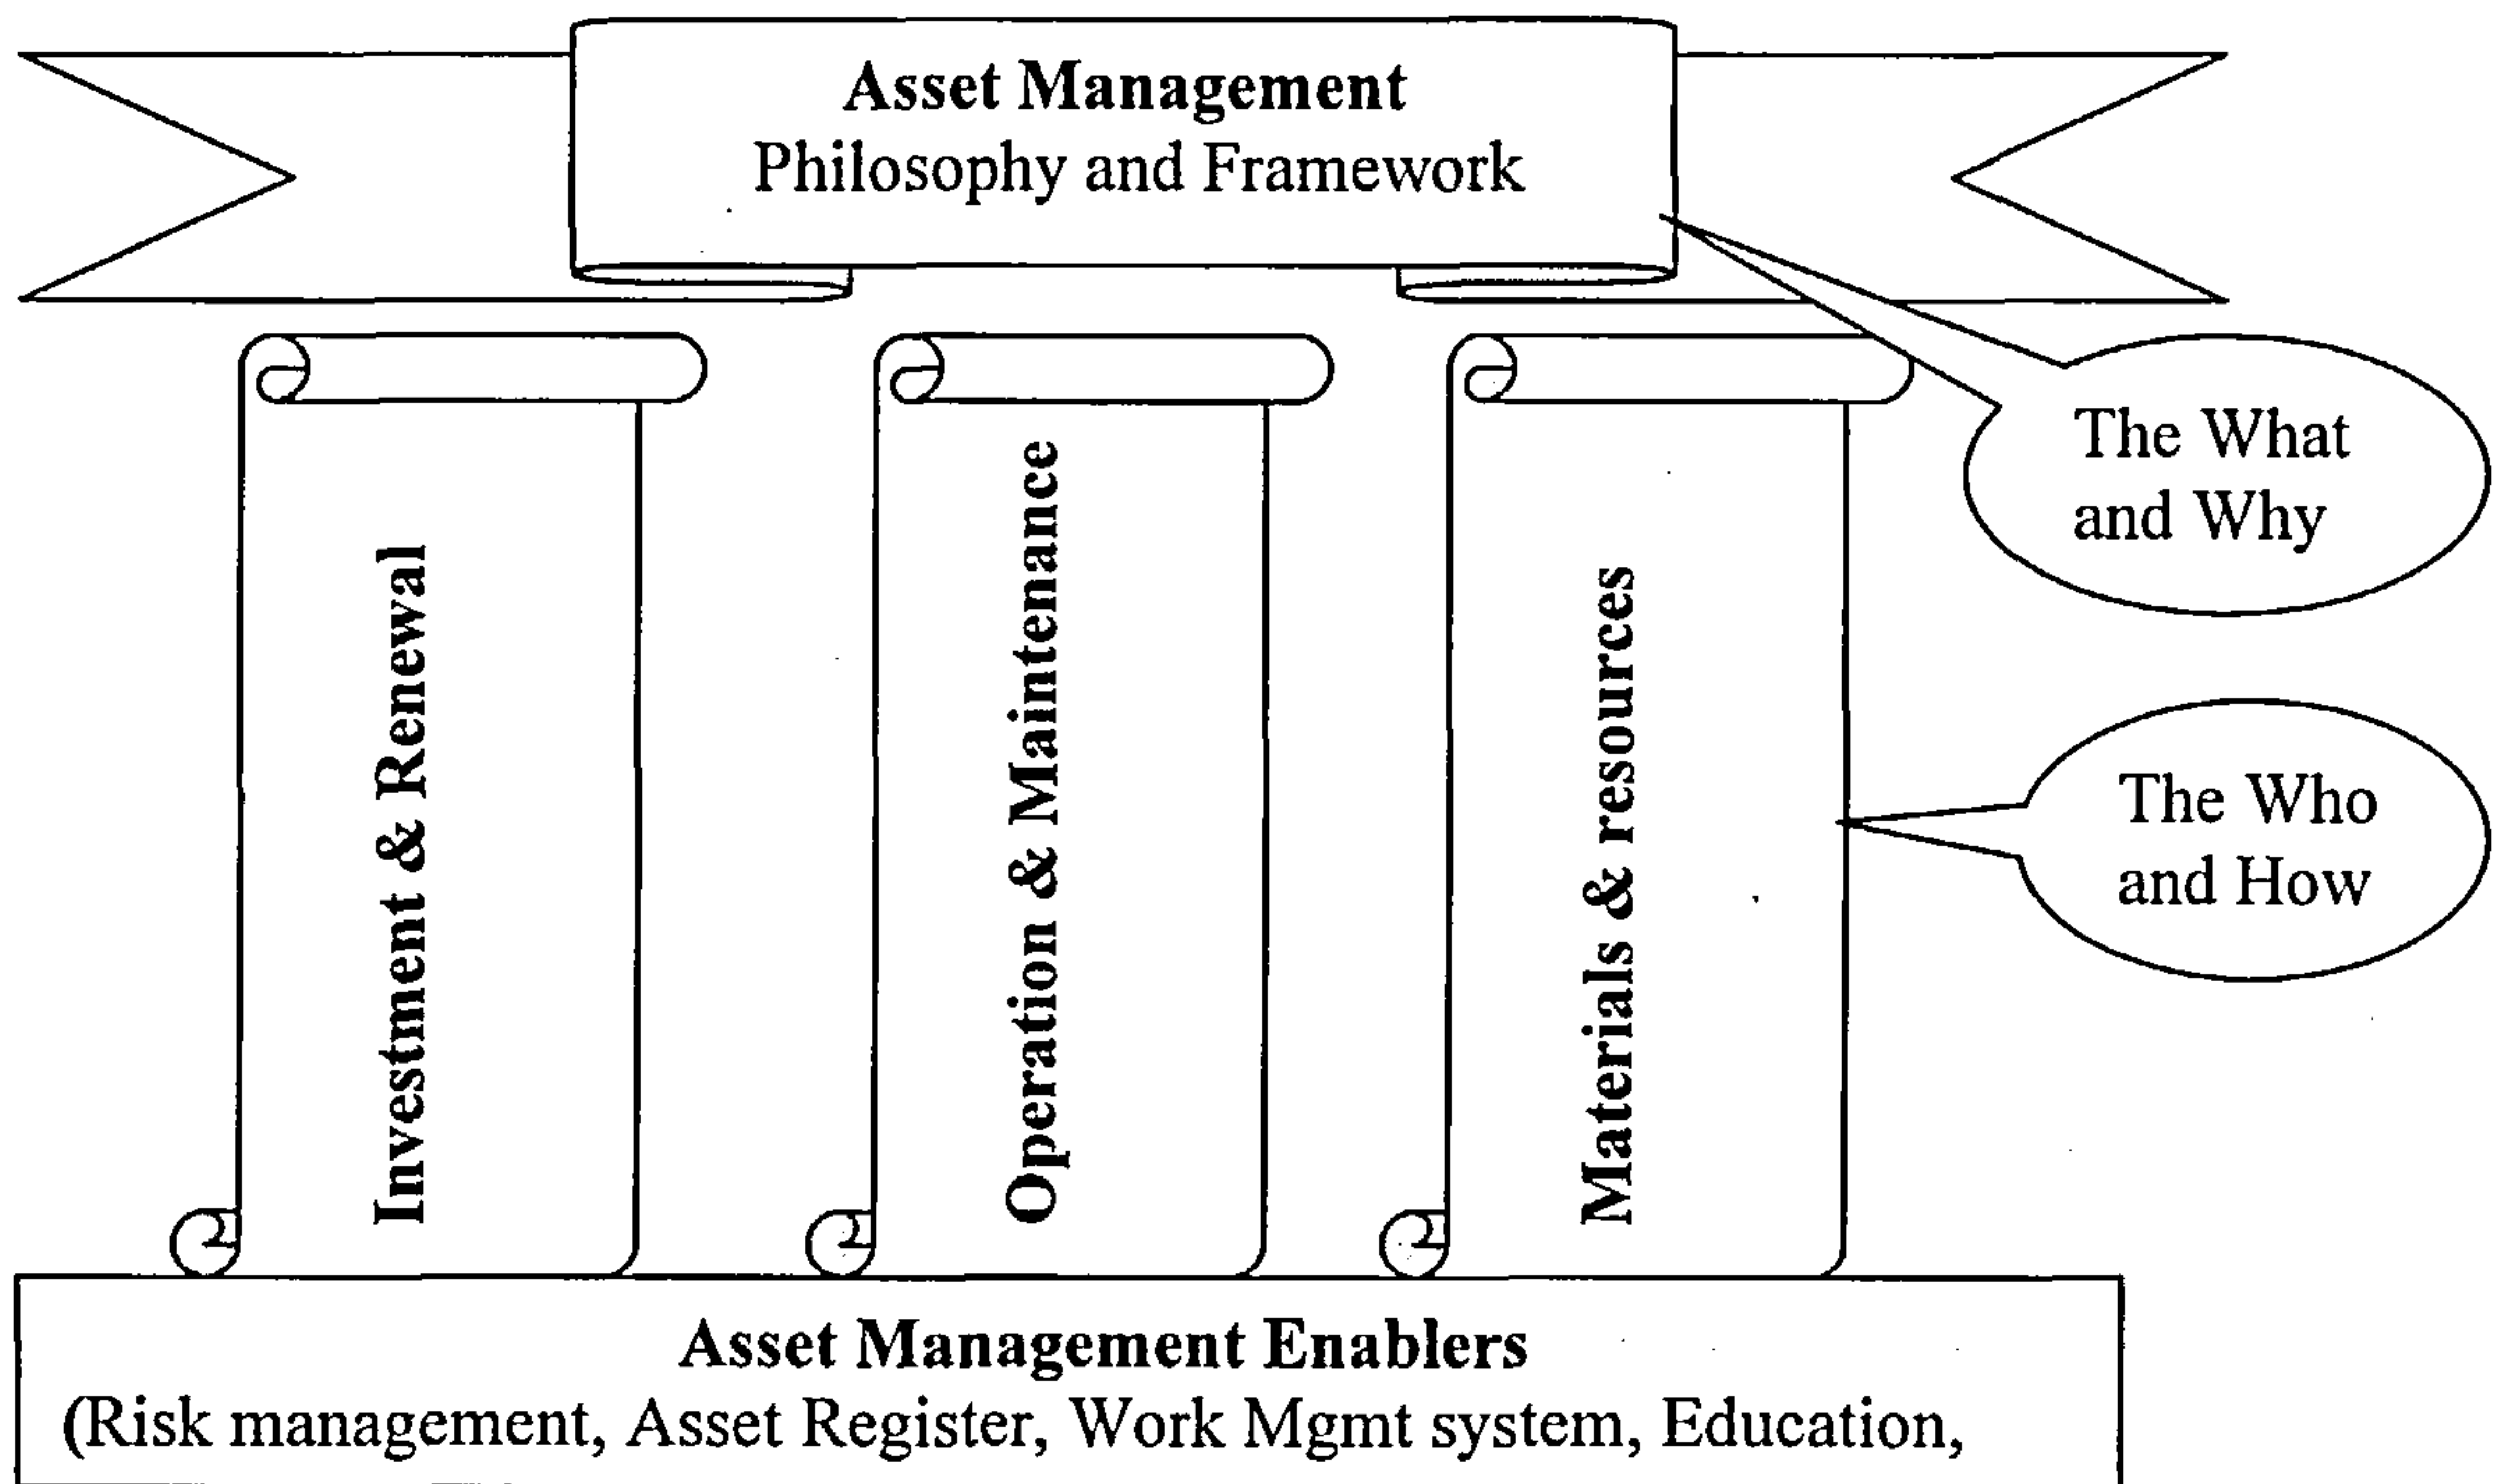 Asset Management
Philosophy and Framework
The What
and Why
Investment & Renewal
Operation & Maintenance
Materials & resources
The Who
and How
Asset Management Enablers
(Risk management, Asset Register, Work Mgmt system, Education,